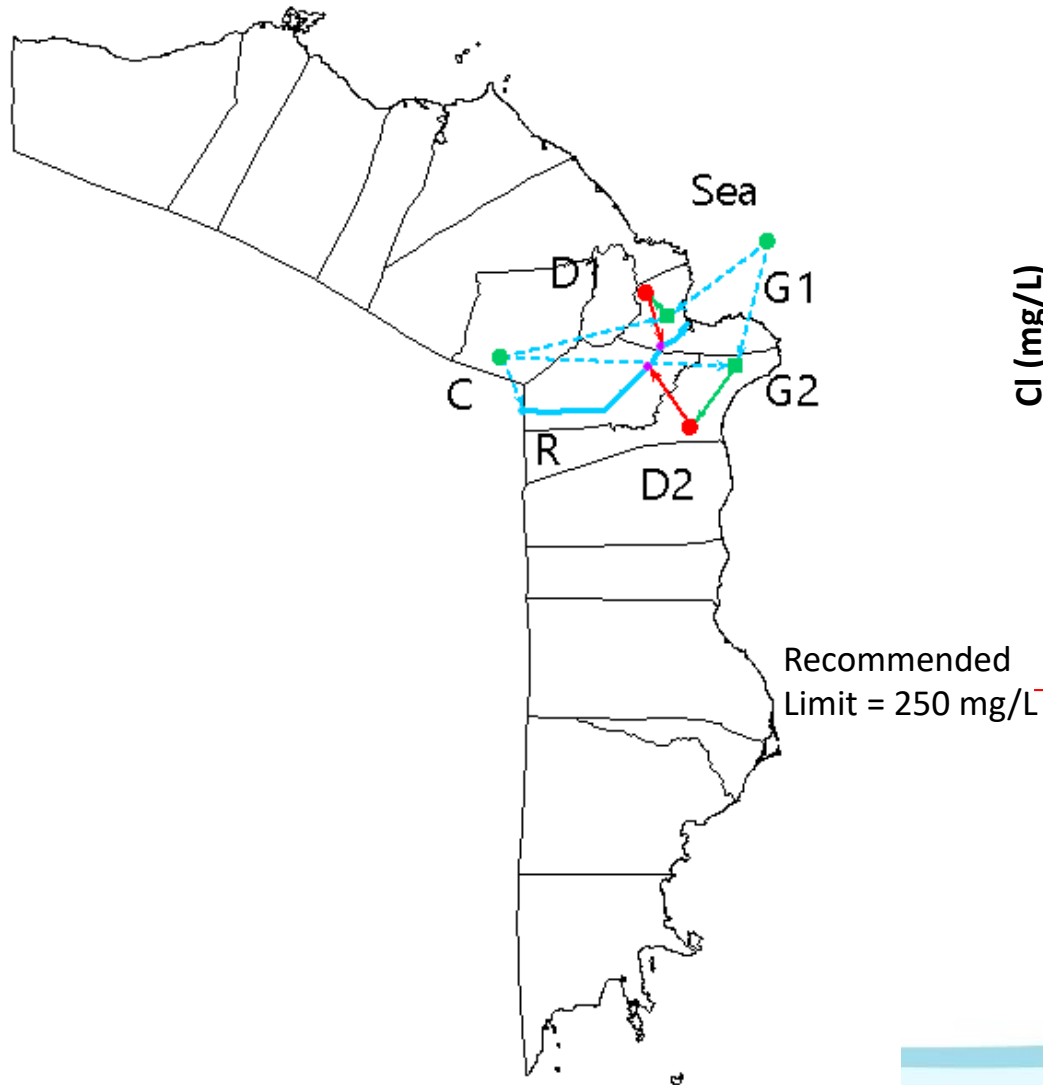 Sea
D1
G1
Cl (mg/L)
C
G2
R
D2
Recommended
Limit = 250 mg/L